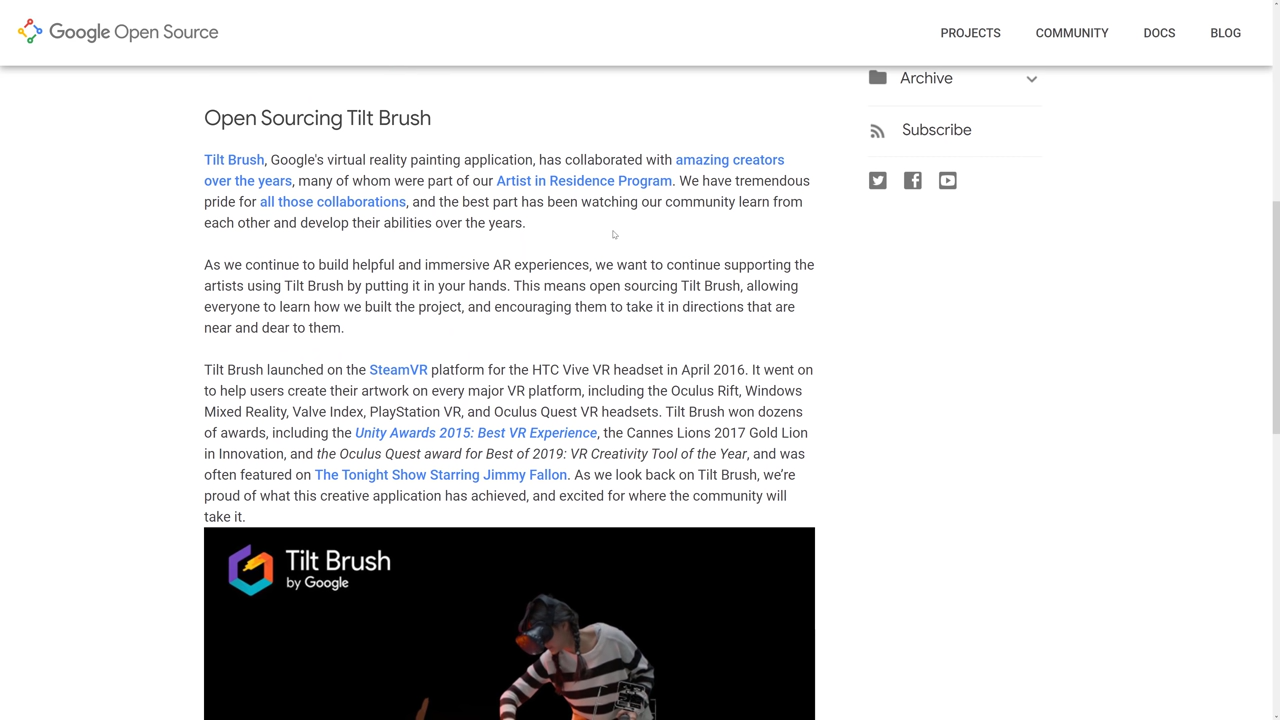 Google Open Source
PROJECTS
COMMUNITY
DOCS
BLOG
Archive
Subscribe
Open Sourcing Tilt Brush
Tilt Brush, Google's virtual reality painting application, has collaborated with amazing creators
over the years, many of whom were part of our Artist in Residence Program. We have tremendous
pride for all those collaborations, and the best part has been watching our community learn from
each other and develop their abilities over the years.
As we continue to build helpful and immersive AR experiences, we want to continue supporting the
artists using Tilt Brush by putting it in your hands. This means open sourcing Tilt Brush, allowing
everyone to learn how we built the project, and encouraging them to take it in directions that are
near and dear to them.
Tilt Brush launched on the SteamVR platform for the HTC Vive VR headset in April 2016. It went on
to help users create their artwork on every major VR platform, including the Oculus Rift, Windows
Mixed Reality, Valve Index, PlayStation VR, and Oculus Quest VR headsets. Tilt Brush won dozens
of awards, including the Unity Awards 2015: Best VR Experience, the Cannes Lions 2017 Gold Lion
in Innovation, and the Oculus Quest award for Best of 2019: VR Creativity Tool of the Year, and was
often featured on The Tonight Show Starring Jimmy Fallon. As we look back on Tilt Brush, we’re
proud of what this creative application has achieved, and excited for where the community will
take it.
Tilt Brush
by Google